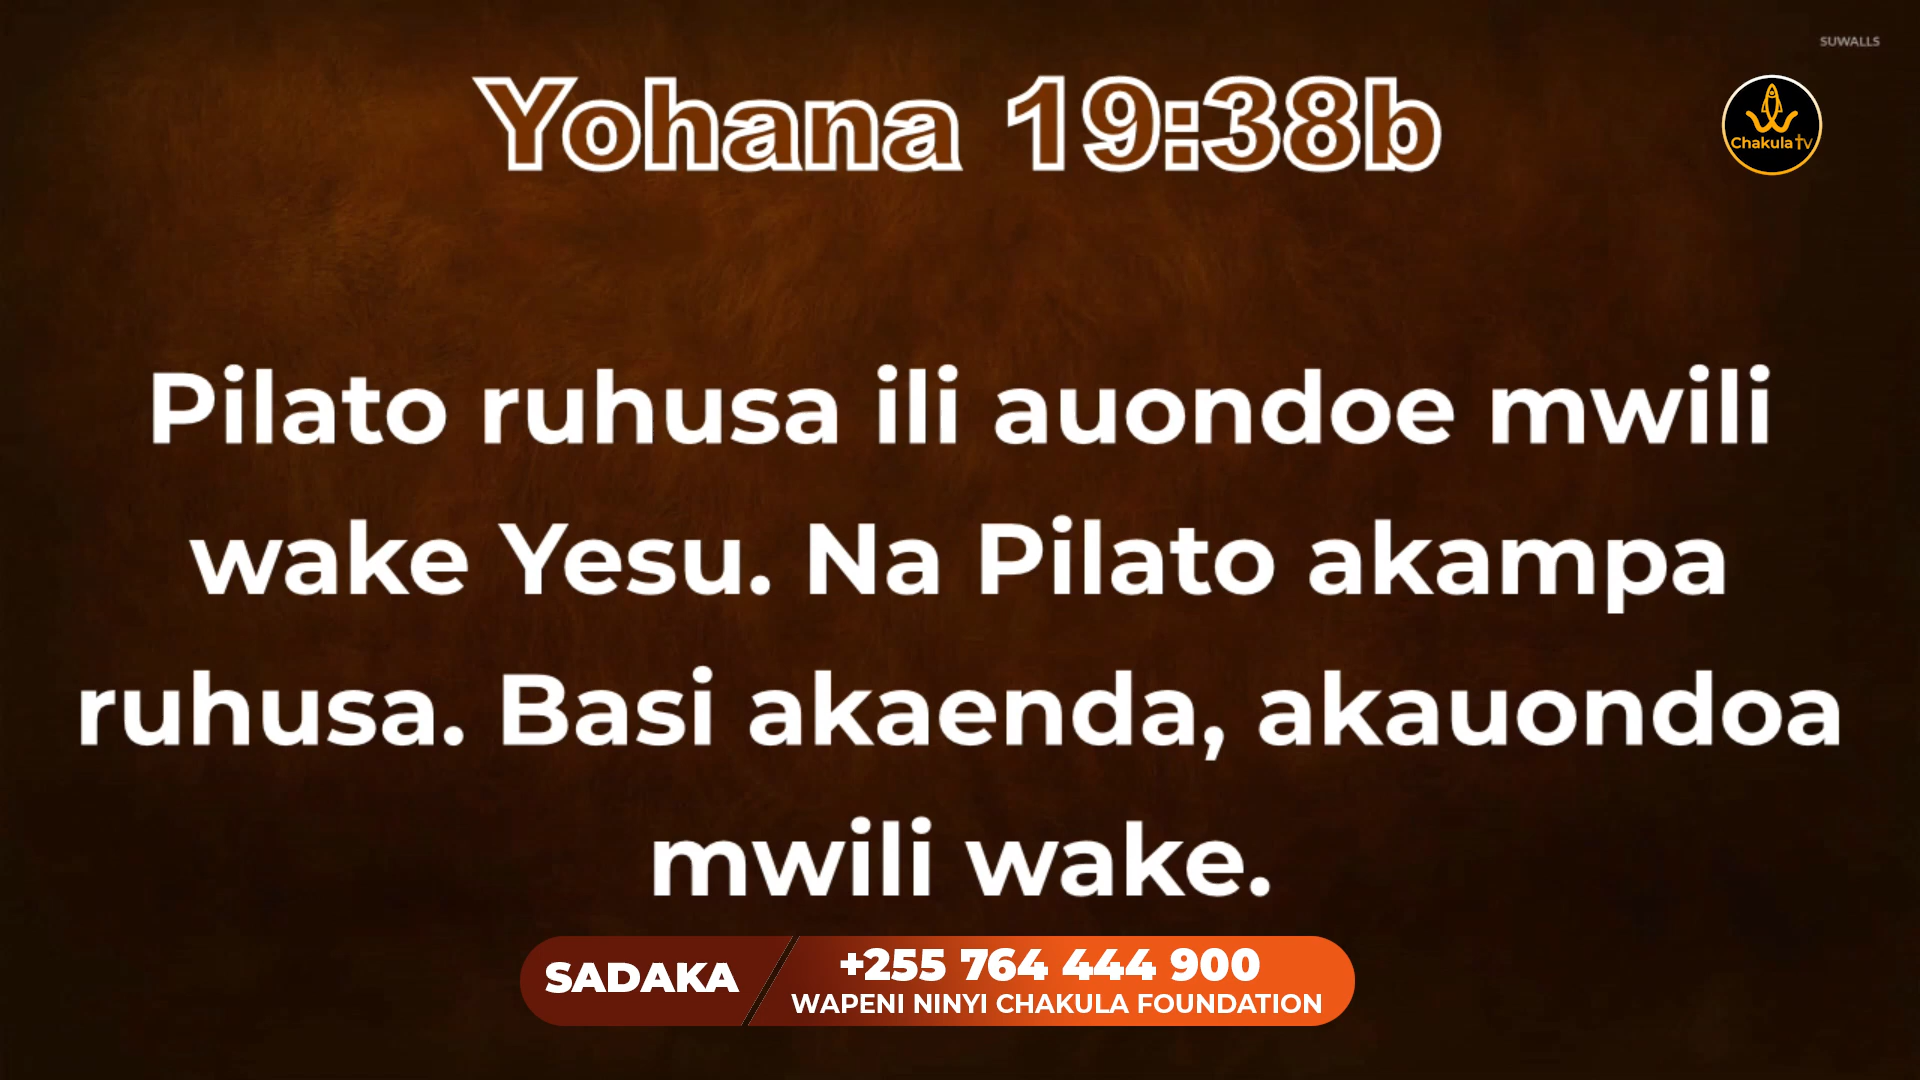 SUWALLS
Yohana 19:38b
Chakula tv
Pilato ruhusa ili auondoe mwili
wake Yesu. Na Pilato akampa
ruhusa. Basi akaenda, akauondoa
mwili wake.
SADAKA
+255 764 444 900
WAPENI NINYI CHAKULA FOUNDATION